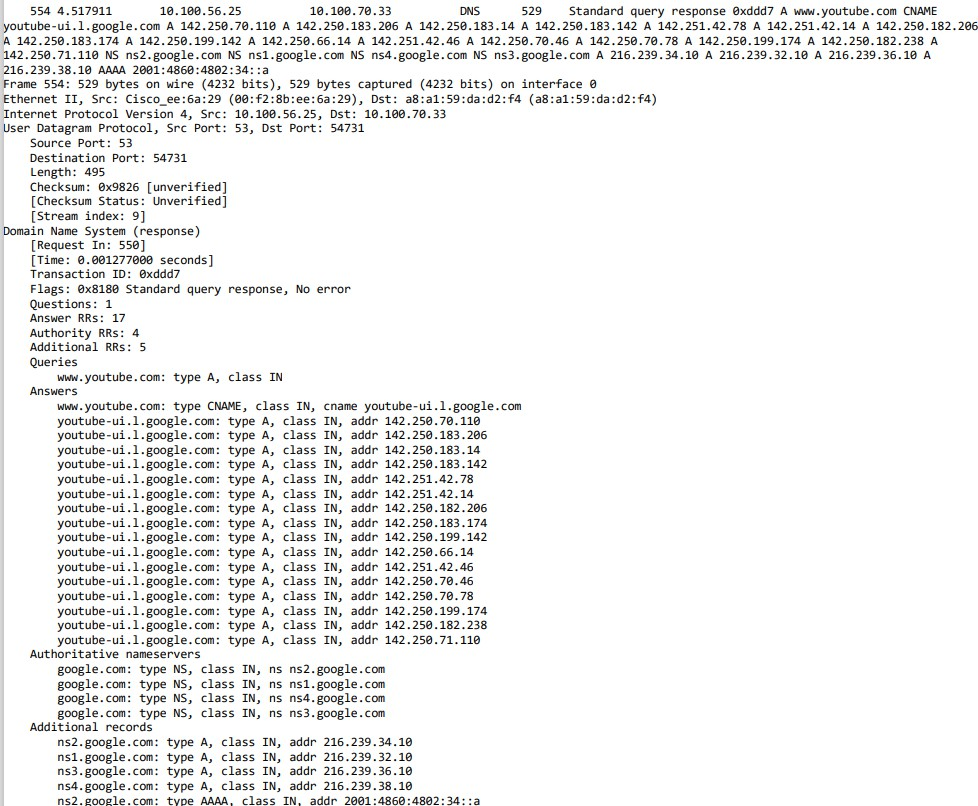 554 4.517911 10.100.56.25 10.100.70.33 DNS 529 Standard query response 0xddd7 A www.youtube.com CNAME
youtube-ui.l.google.com A 142.250.70.110 A 142.250.183.206 A 142.250.183.14 A 142.250.183.142 A 142.251.42.78 A 142.251.42.14 A 142.250.182.206
A 142.250.183.174 A 142.250.199.142 A 142.250.66.14 A 142.251.42.46 A 142.250.70.46 A 142.250.70.78 A 142.250.199.174 A 142.250.182.238 A
142.250.71.110 NS ns2.google.com NS ns1.google.com NS ns4.google.com NS ns3.google.com A 216.239.34.10 A 216.239.32.10 A 216.239.36.10 A
216.239.38.10 AAAA 2001:4860:4802:34::a
Frame 554: 529 bytes on wire (4232 bits), 529 bytes captured (4232 bits) on interface 0
Ethernet II, Src: Cisco_ee:6a:29 (00:f2:8b:ee:6a:29), Dst: a8:a1:59:da:d2:f4 (a8:a1:59:da:d2:f4)
Internet Protocol Version 4, Src: 10.100.56.25, Dst: 10.100.70.33
User Datagram Protocol, Src Port: 53, Dst Port: 54731
Source Port: 53
Destination Port: 54731
Length: 495
Checksum: 0x9826 [unverified]
[Checksum Status: Unverified]
[Stream index: 9]
Domain Name System (response)
[Request In: 550]
[Time: 0.001277000 seconds]
Transaction ID: 0xddd7
Flags: 0x8180 Standard query response, No error
Questions: 1
Answer RRs: 17
Authority RRs: 4
Additional RRs: 5
Queries
www.youtube.com: type A, class IN
Answers
www.youtube.com: type CNAME, class IN, cname youtube-ui.l.google.com
youtube-ui.l.google.com: type A, class IN, addr 142.250.70.110
youtube-ui.l.google.com: type A, class IN, addr 142.250.183.206
youtube-ui.l.google.com: type A, class IN, addr 142.250.183.14
youtube-ui.l.google.com: type A, class IN, addr 142.250.183.142
youtube-ui.l.google.com: type A, class IN, addr 142.251.42.78
youtube-ui.l.google.com: type A, class IN, addr 142.251.42.14
youtube-ui.l.google.com: type A, class IN, addr 142.250.182.206
youtube-ui.l.google.com: type A, class IN, addr 142.250.183.174
youtube-ui.l.google.com: type A, class IN, addr 142.250.199.142
youtube-ui.l.google.com: type A, class IN, addr 142.250.66.14
youtube-ui.l.google.com: type A, class IN, addr 142.251.42.46
youtube-ui.l.google.com: type A, class IN, addr 142.250.70.46
youtube-ui.l.google.com: type A, class IN, addr 142.250.70.78
youtube-ui.l.google.com: type A, class IN, addr 142.250.199.174
youtube-ui.l.google.com: type A, class IN, addr 142.250.182.238
youtube-ui.l.google.com: type A, class IN, addr 142.250.71.110
Authoritative nameservers
google.com: type NS, class IN, ns ns2.google.com
google.com: type NS, class IN, ns ns1.google.com
google.com: type NS, class IN, ns ns4.google.com
google.com: type NS, class IN, ns ns3.google.com
Additional records
ns2.google.com: type A, class IN, addr 216.239.34.10
ns1.google.com: type A, class IN, addr 216.239.32.10
ns3.google.com: type A, class IN, addr 216.239.36.10
ns4.google.com: type A, class IN, addr 216.239.38.10
ns2.google.com: type AAAA, class IN, addr 2001:4860:4802:34::a